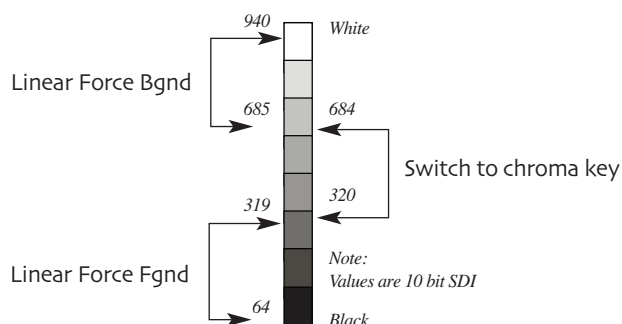 940
White
Linear Force Bgnd
685
684
Switch to chroma key
319
320
Linear Force Fgnd
Note:
Values are 10 bit SDI
64
Black